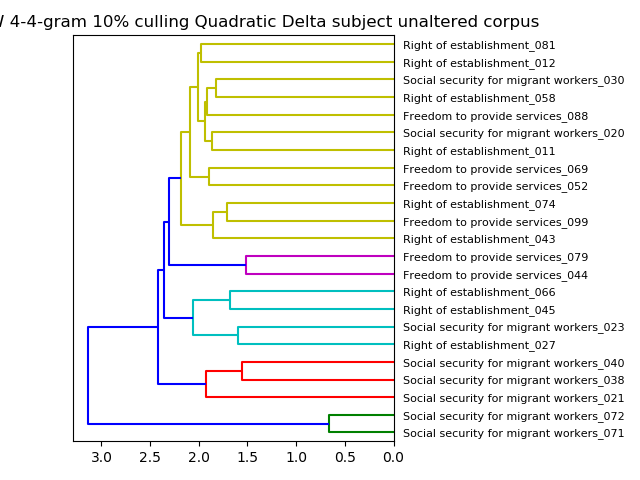 4-4-gram 10% culling Quadratic Delta subject unaltered corpus
Right of establishment_081
Right of establishment_012
Social security for migrant workers_030
Right of establishment_058
Freedom to provide services_088
Social security for migrant workers_020
Right of establishment_011
Freedom to provide services_069
Freedom to provide services_052
Right of establishment_074
Freedom to provide services_099
Right of establishment_043
Freedom to provide services_079
Freedom to provide services_044
Right of establishment_066
Right of establishment_045
Social security for migrant workers_023
Right of establishment_027
Social security for migrant workers_040
Social security for migrant workers_038
Social security for migrant workers_021
Social security for migrant workers_072
Social security for migrant workers_071
3.0 2.5 2.0 1.5 1.0 0.5 0.0